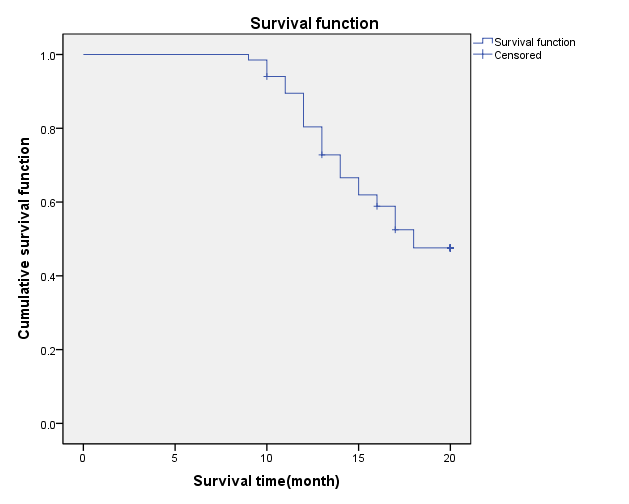 Survival function
Survival function
Censored
1.0
0.8
0.6
0.4
0.2
0.0
Cumulative survival function
0 5 10 15 20
Survival time(month)